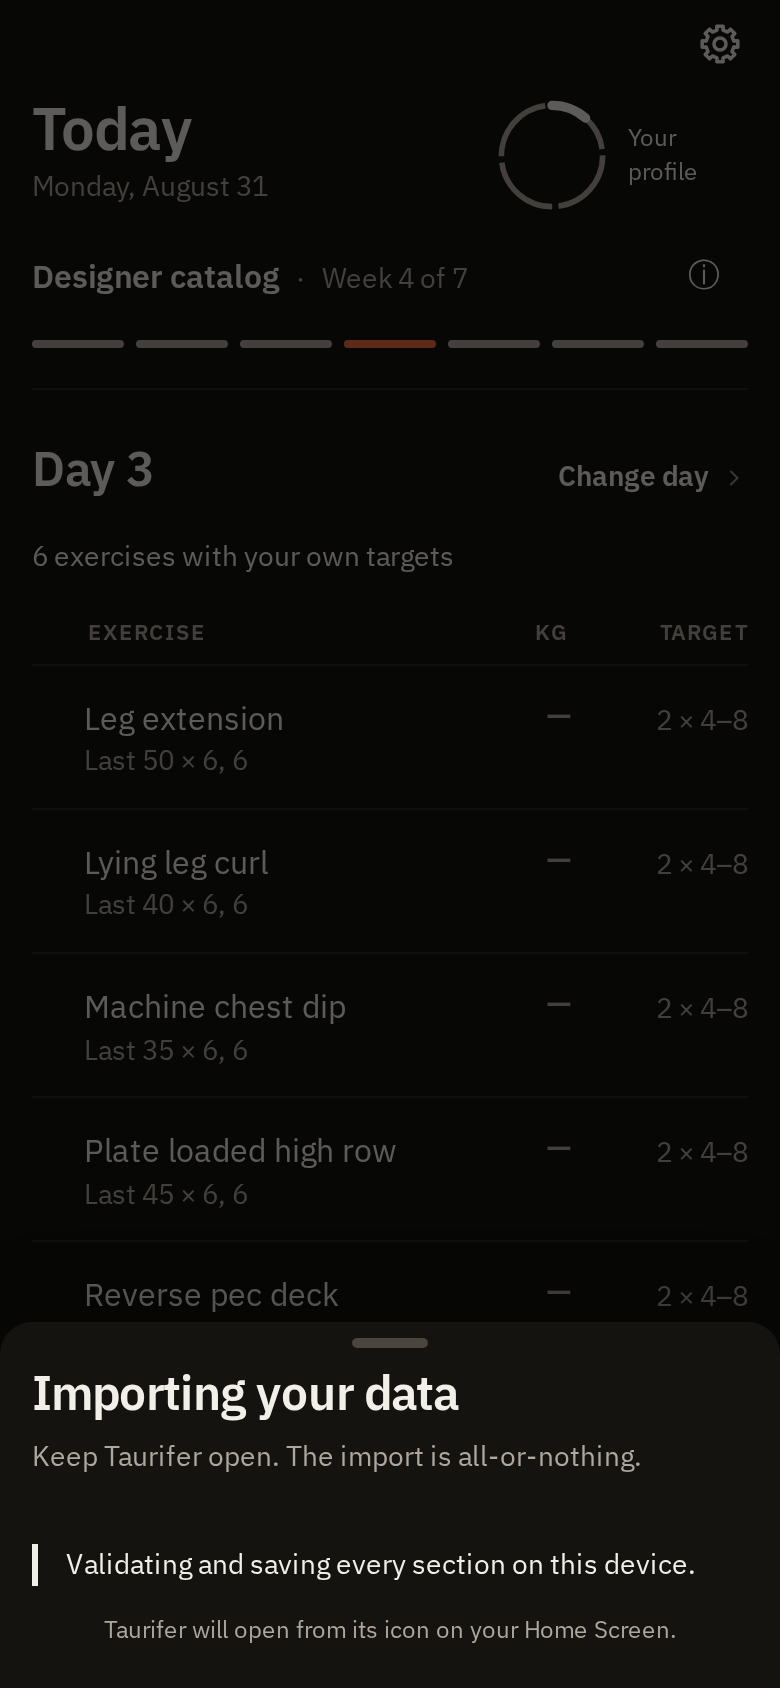 Today
Monday, August 31
Your
profile
Designer catalog · Week 4 of 7
Day 3
Change day
6 exercises with your own targets
EXERCISE KG TARGET
Leg extension — 2 × 4–8
Last 50 × 6, 6
Lying leg curl — 2 × 4–8
Last 40 × 6, 6
Machine chest dip — 2 × 4–8
Last 35 × 6, 6
Plate loaded high row — 2 × 4–8
Last 45 × 6, 6
Reverse pec deck — 2 × 4–8
Importing your data
Keep Taurifer open. The import is all-or-nothing.
Validating and saving every section on this device.
Taurifer will open from its icon on your Home Screen.